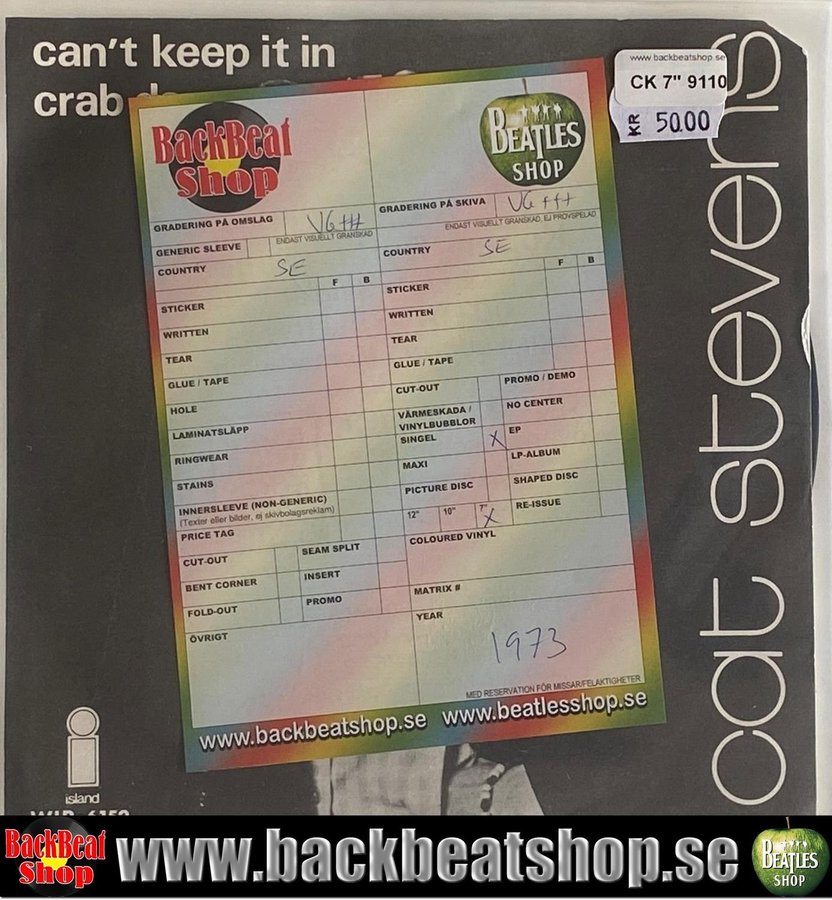 can't keep it in
crab
cat stevens
www.backbeatshop.se
CK 7" 9110
KR 50.00
BackBeat
Shop
BEATLES
SHOP
GRADERING PÅ OMSLAG VG+++
ENDAST VISUELLT GRANSKAD
GENERIC SLEEVE
COUNTRY SE
F B
STICKER
WRITTEN
TEAR
GLUE / TAPE
HOLE
LAMINATSLÄPP
RINGWEAR
STAINS
INNERSLEEVE (NON-GENERIC)
(Texter eller bilder, ej skivbolagsreklam)
PRICE TAG
CUT-OUT
SEAM SPLIT
BENT CORNER
INSERT
FOLD-OUT
PROMO
ÖVRIGT
GRADERING PÅ SKIVA VG+++
ENDAST VISUELLT GRANSKAD, EJ PROVSPELAD
COUNTRY SE
F B
STICKER
WRITTEN
TEAR
GLUE / TAPE
CUT-OUT
PROMO / DEMO
VÄRMESKADA /
VINYLBUBBLOR
NO CENTER
SINGEL X
EP
MAXI
LP-ALBUM
PICTURE DISC
SHAPED DISC
12" 10" 7" X
RE-ISSUE
COLOURED VINYL
MATRIX #
YEAR
1973
MED RESERVATION FÖR MISSAR/FELAKTIGHETER
www.backbeatshop.se www.beatlesshop.se
island
WIP 6152
BackBeat
Shop
www.backbeatshop.se
BEATLES
SHOP